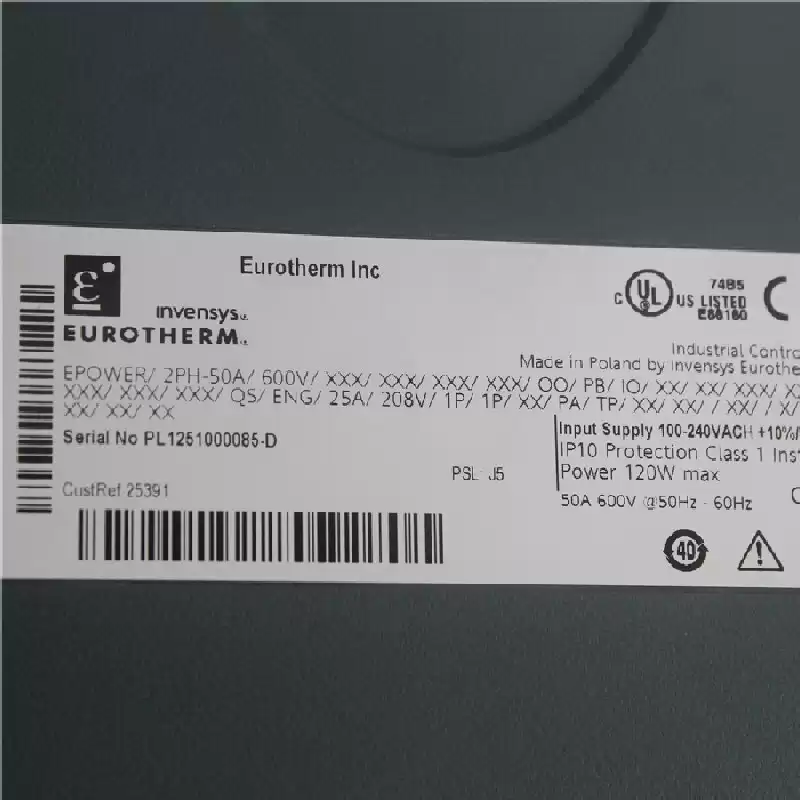 Eurotherm Inc
invensys
EUROTHERM
C UL US LISTED
74B5
E86160
Industrial Contro
Made in Poland by Invensys Eurothe
EPOWER/ 2PH-50A/ 600V/ XXX/ XXX/ XXX/ XXX/ OO/ PB/ IO/ XX/ XX/ XXX/ X
XXX/ XXX/ XXX/ QS/ ENG/ 25A/ 208V/ 1P/ 1P/ XX/ PA/ TP/ XX/ XX/ / XX/ / X/
XX/ XX/ XX
Serial No PL1251000085-D
Input Supply 100-240VACH +10%/
IP10 Protection Class 1 Ins
Power 120W max
PSL: J5
CustRef 25391
50A 600V @50Hz - 60Hz
40